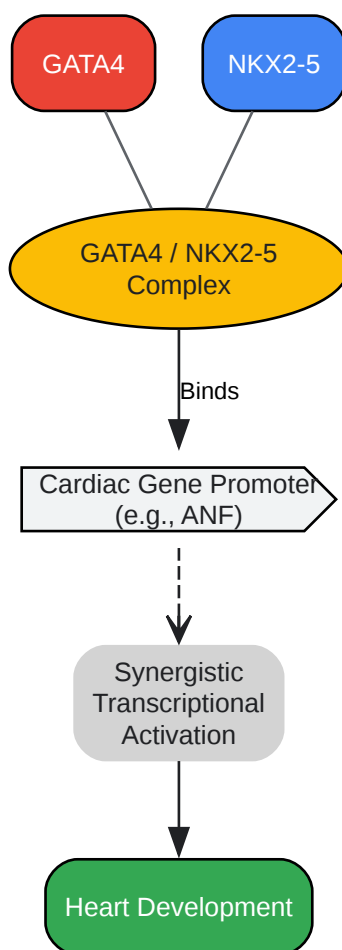 GATA4
NKX2-5
GATA4 / NKX2-5
Complex
Binds
Cardiac Gene Promoter
(e.g., ANF)
Synergistic
Transcriptional
Activation
Heart Development